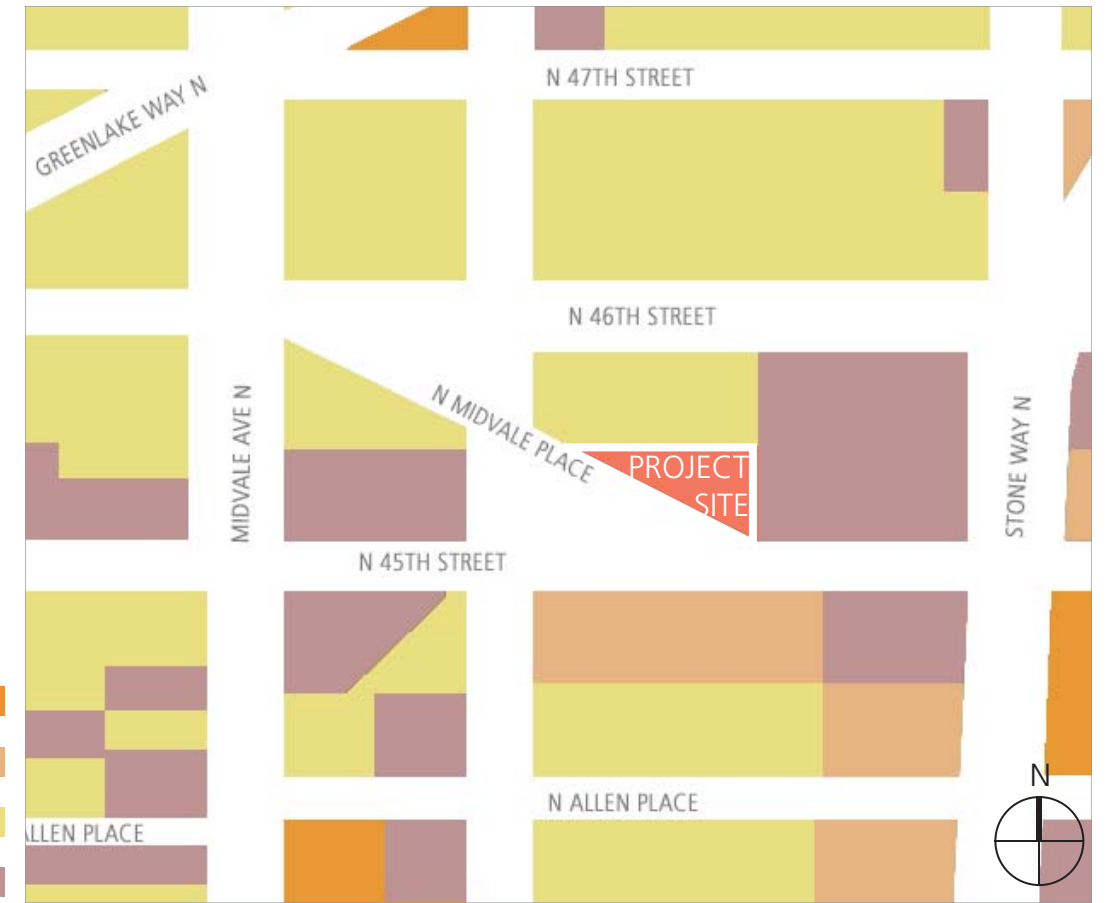 N 47TH STREET
GREENLAKE WAY N
N 46TH STREET
MIDVALE AVE N
N MIDVALE PLACE
STONE WAY N
PROJECT
SITE
N 45TH STREET
N
N ALLEN PLACE
ALLEN PLACE